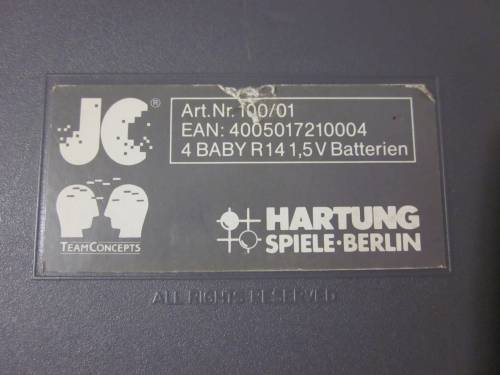 JC®
Art.Nr. 100/01
EAN: 4005017210004
4 BABY R14 1,5V Batterien
TEAMCONCEPTS
HARTUNG
SPIELE·BERLIN
ALL RIGHTS RESERVED